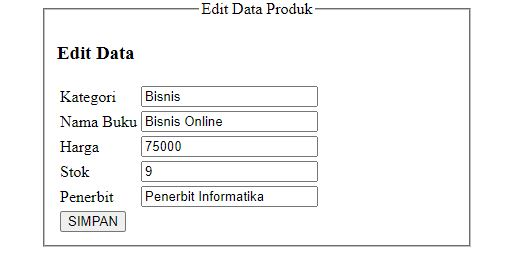 Edit Data Produk
Edit Data
Kategori Bisnis
Nama Buku Bisnis Online
Harga 75000
Stok 9
Penerbit Penerbit Informatika
SIMPAN